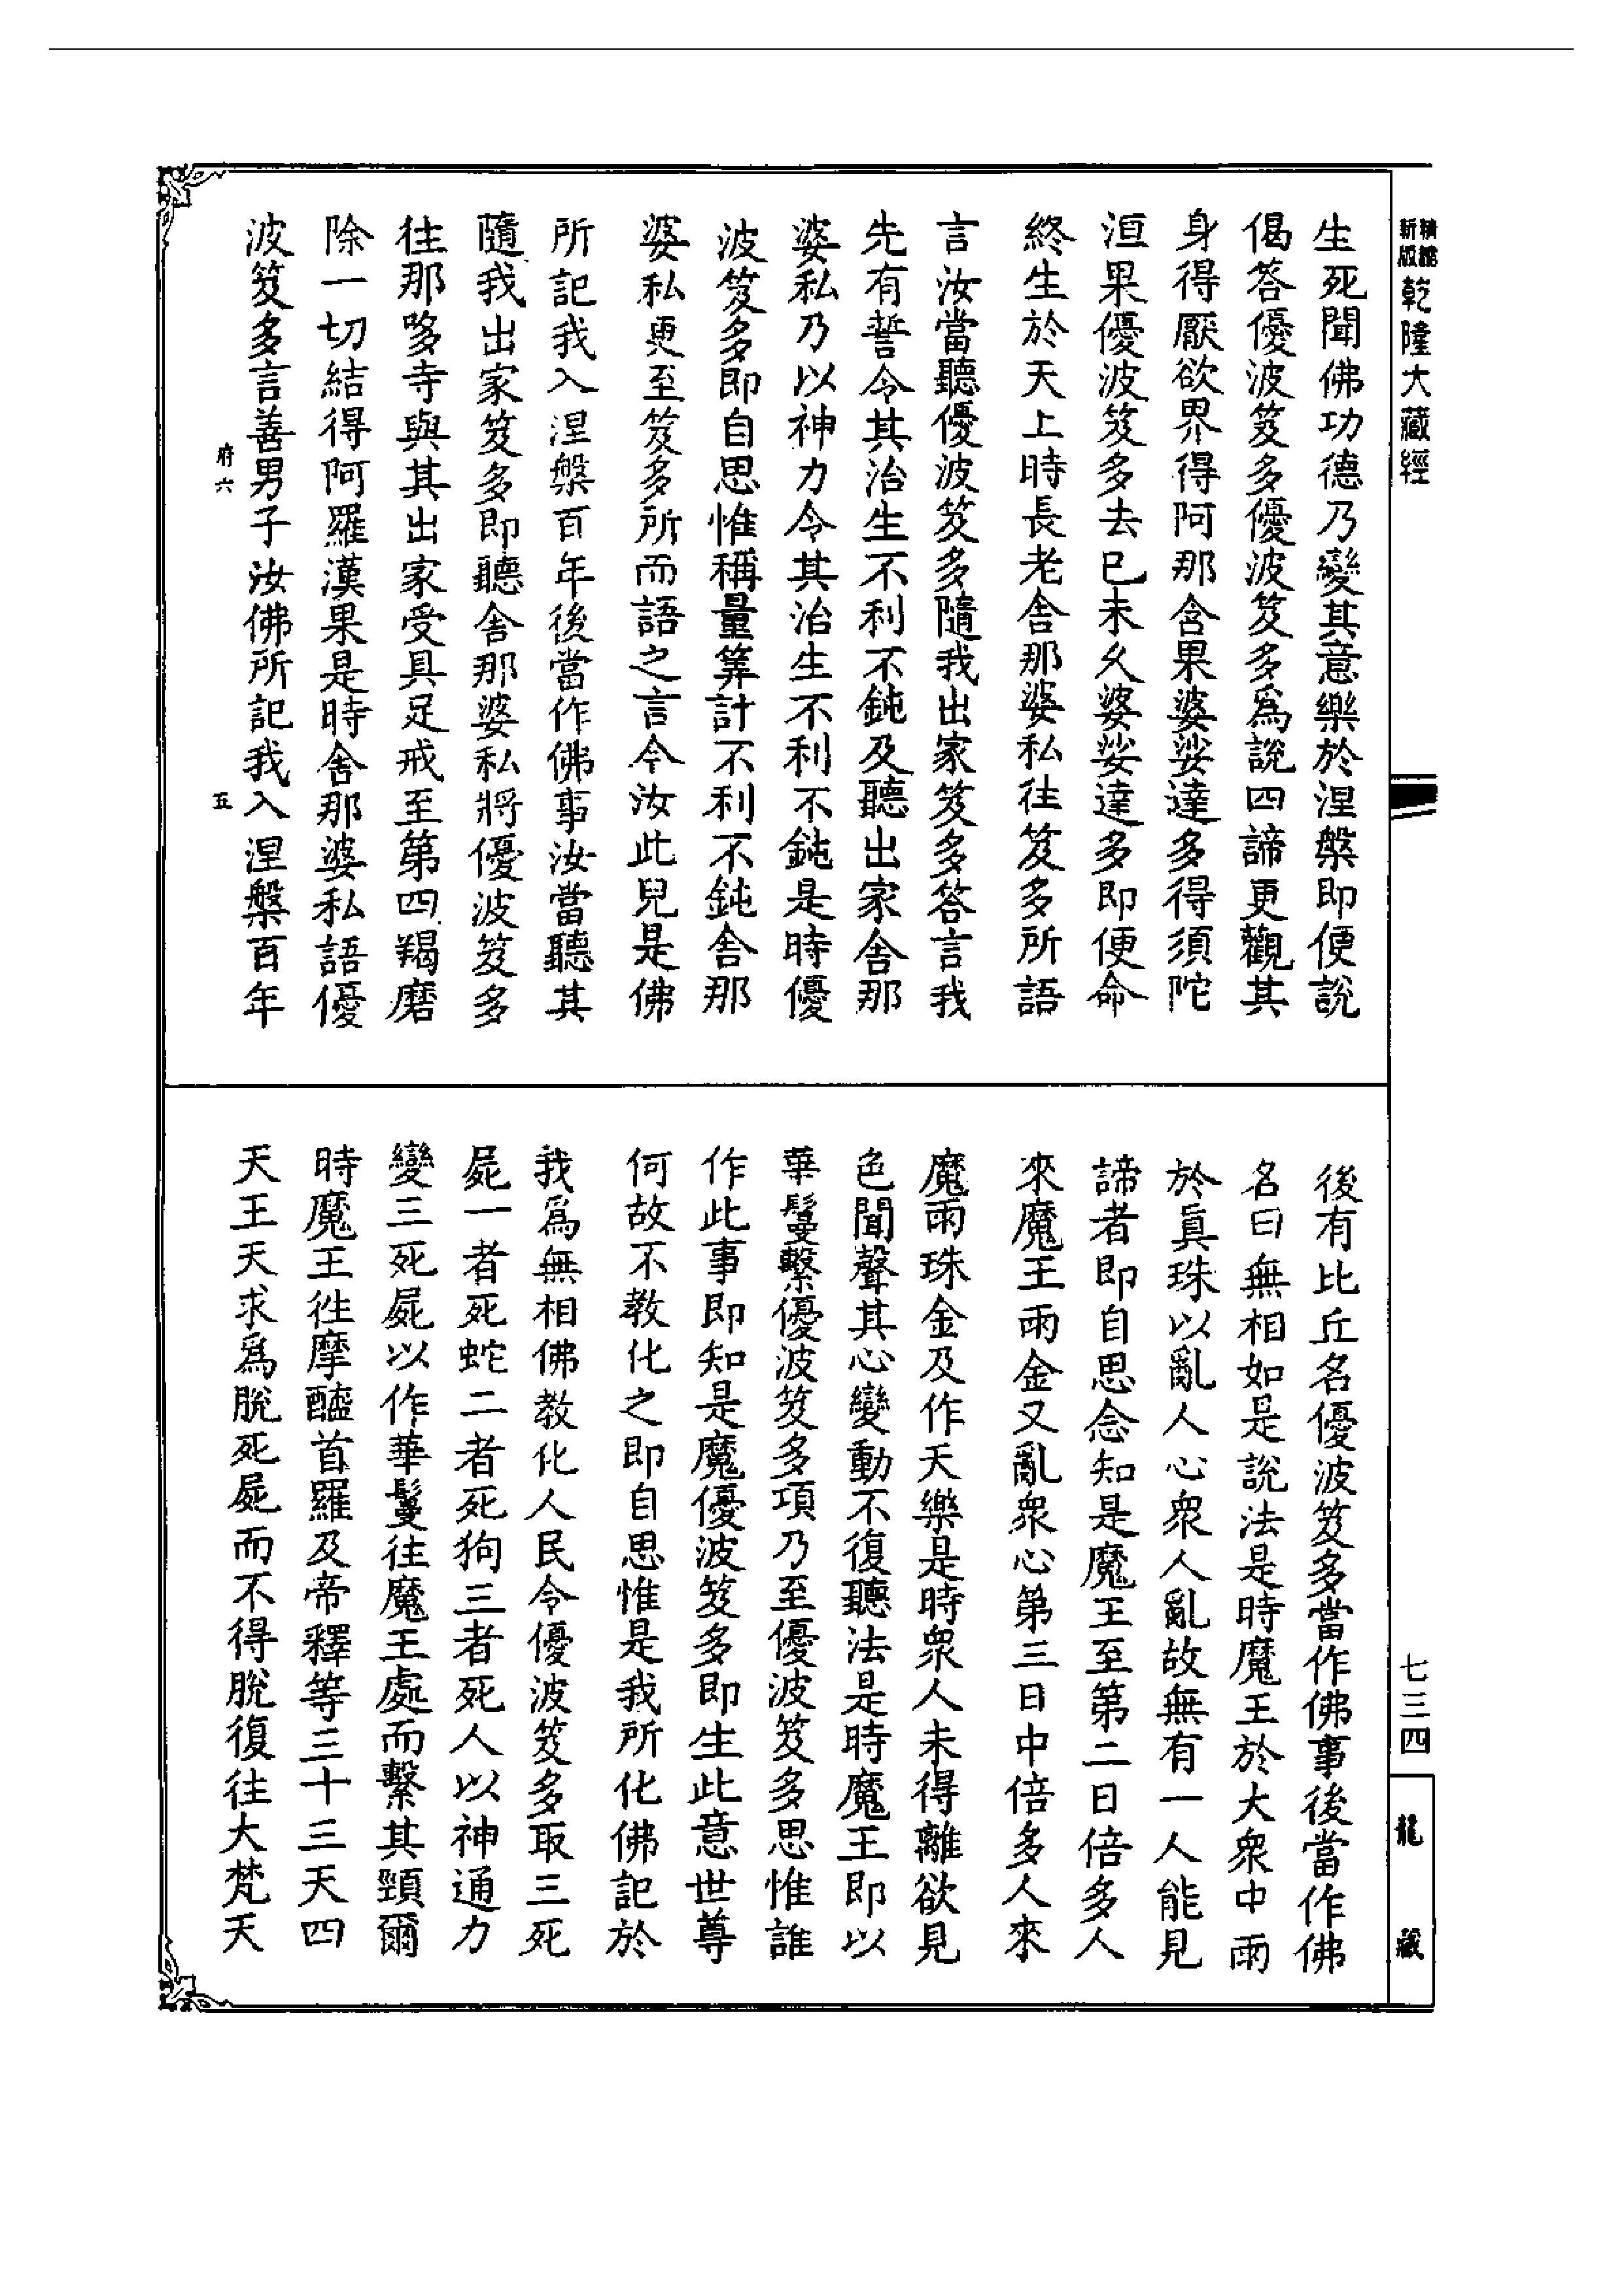 精縮新版
乾隆大藏經
生死聞佛功德乃變其意樂於涅槃即便說
偈答優波笈多優波笈多爲說四諦更觀其
身得厭欲界得阿那含果婆娑達多得須陀
洹果優波笈多去已未久婆娑達多即便命
終生於天上時長老舍那婆私往笈多所語
言汝當聽優波笈多隨我出家笈多答言我
先有誓令其治生不利不鈍及聽出家舍那
婆私乃以神力令其治生不利不鈍是時優
波笈多即自思惟稱量筭計不利不鈍舍那
婆私更至笈多所而語之言今汝此兒是佛
所記我入涅槃百年後當作佛事汝當聽其
隨我出家笈多即聽舍那婆私將優波笈多
往那哆寺與其出家受具足戒至第四羯磨
除一切結得阿羅漢果是時舍那婆私語優
波笈多言善男子汝佛所記我入涅槃百年
府六
五
後有比丘名優波笈多當作佛事後當作佛
名曰無相如是說法是時魔王於大衆中雨
於眞珠以亂人心衆人亂故無有一人能見
諦者即自思念知是魔王至第二日倍多人
來魔王雨金又亂衆心第三日中倍多人來
魔雨珠金及作天樂是時衆人未得離欲見
色聞聲其心變動不復聽法是時魔王即以
華鬘繫優波笈多項乃至優波笈多思惟誰
作此事即知是魔優波笈多即生此意世尊
何故不教化之即自思惟是我所化佛記於
我爲無相佛教化人民令優波笈多取三死
屍一者死蛇二者死狗三者死人以神通力
變三死屍以作華鬘往魔王處而繫其頸爾
時魔王往摩醯首羅及帝釋等三十三天四
天王天求爲脫死屍而不得脫復往大梵天
七三四
龍藏